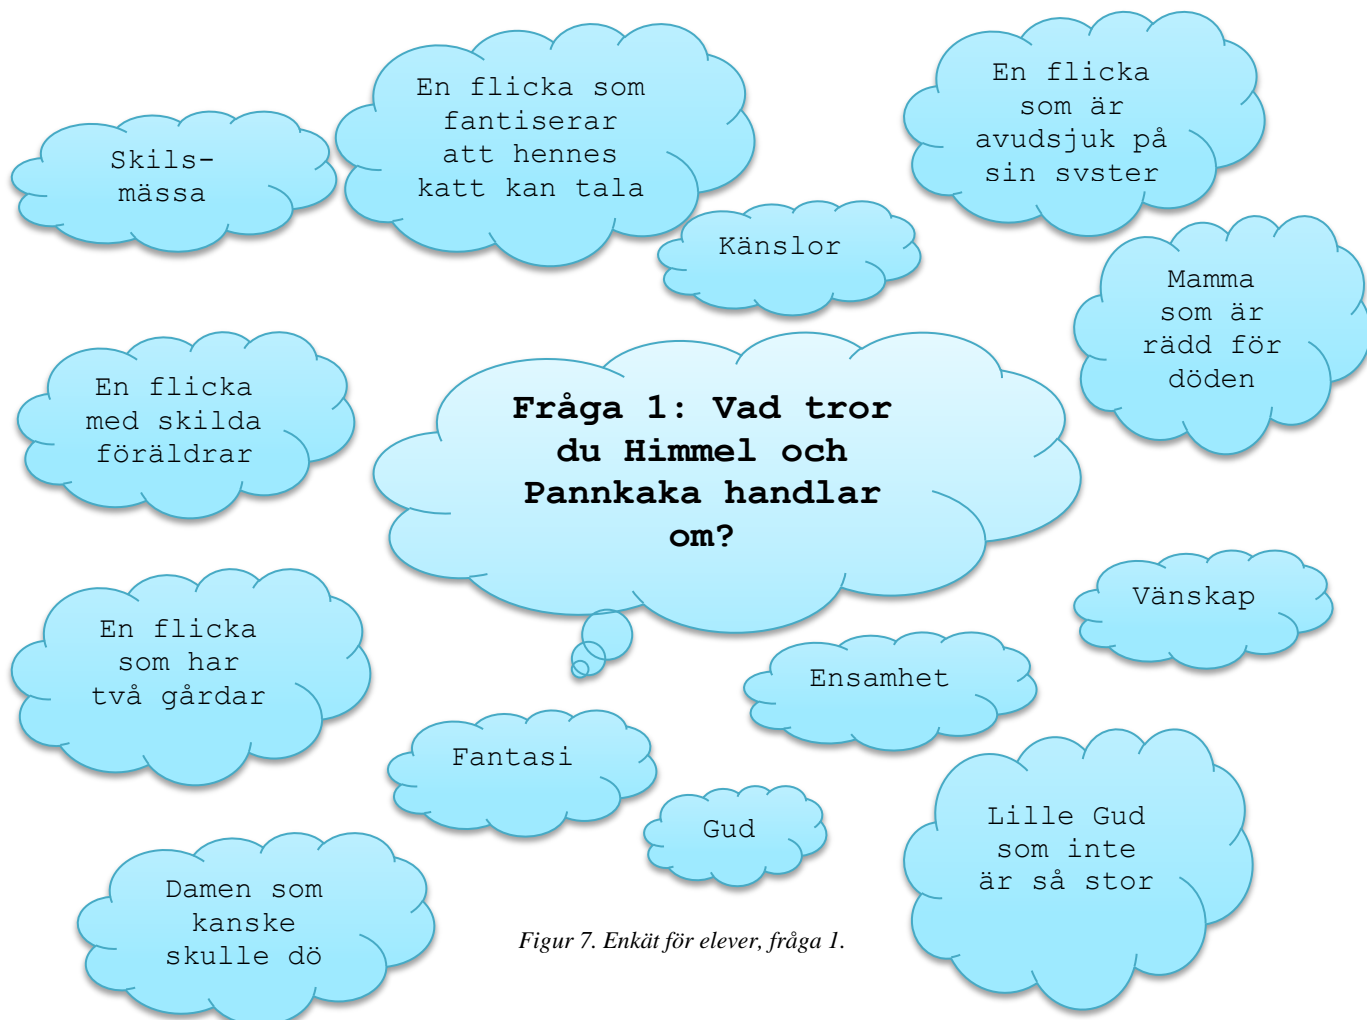 Skils-
mässa
En flicka som
fantiserar
att hennes
katt kan tala
En flicka
som är
avudsjuk på
sin svster
Känslor
Mamma
som är
rädd för
döden
En flicka
med skilda
föräldrar
Fråga 1: Vad tror
du Himmel och
Pannkaka handlar
om?
En flicka
som har
två gårdar
Vänskap
Ensamhet
Fantasi
Gud
Lille Gud
som inte
är så stor
Damen som
kanske
skulle dö
Figur 7. Enkät för elever, fråga 1.